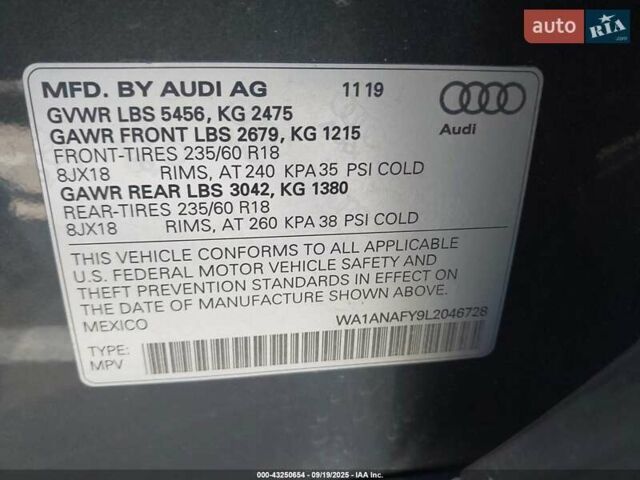 auto RIA .com
MFD. BY AUDI AG 11 19
GVWR LBS 5456, KG 2475
GAWR FRONT LBS 2679, KG 1215
FRONT-TIRES 235/60 R18
8JX18 RIMS, AT 240 KPA 35 PSI COLD
GAWR REAR LBS 3042, KG 1380
REAR-TIRES 235/60 R18
8JX18 RIMS, AT 260 KPA 38 PSI COLD
Audi
THIS VEHICLE CONFORMS TO ALL APPLICABLE
U.S. FEDERAL MOTOR VEHICLE SAFETY AND
THEFT PREVENTION STANDARDS IN EFFECT ON
THE DATE OF MANUFACTURE SHOWN ABOVE.
MEXICO WA1ANAFY9L2046728
TYPE:
MPV
000-43250654 - 09/19/2025 - IAA Inc.